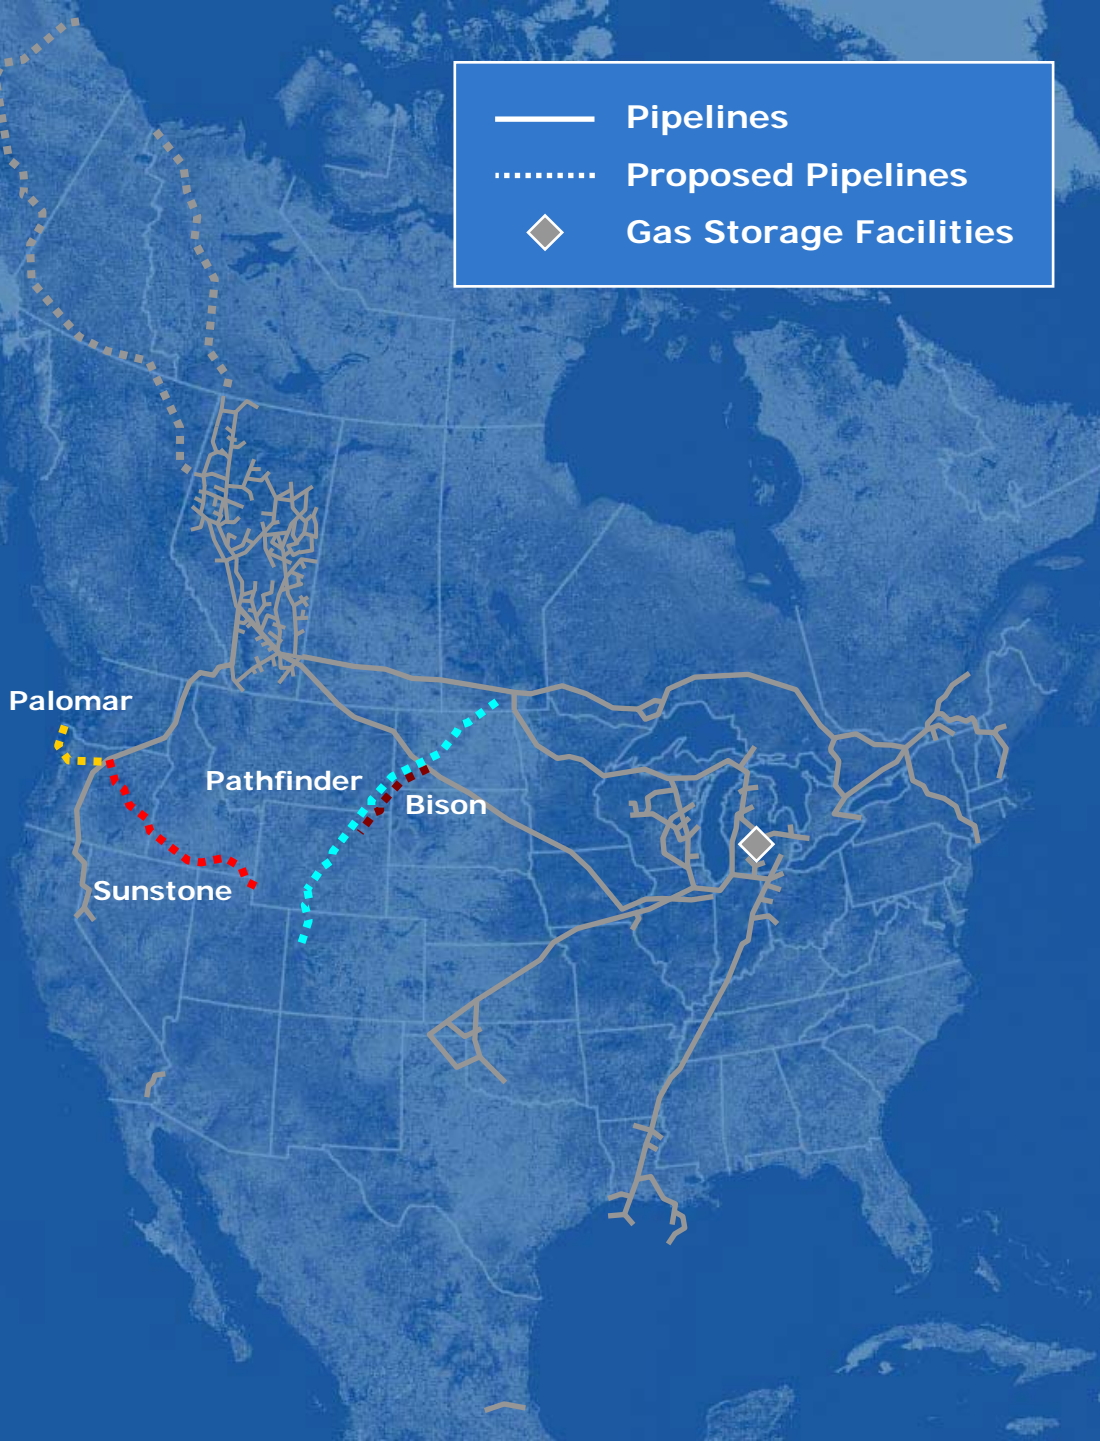 Pipelines
Proposed Pipelines
Gas Storage Facilities
Palomar
Pathfinder
Bison
Sunstone